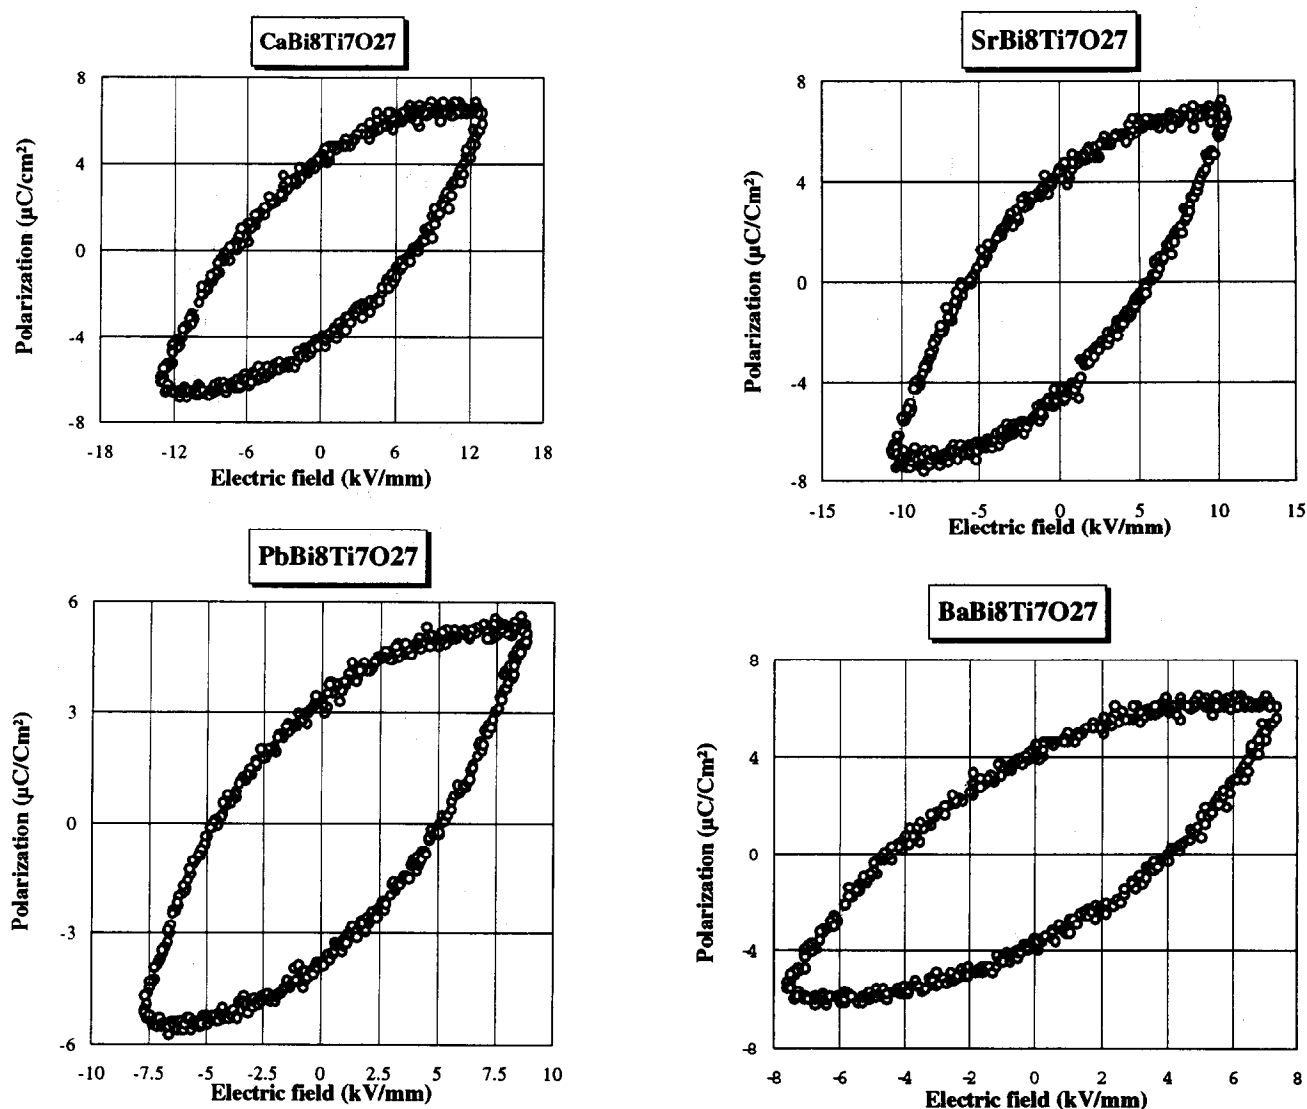 CaBi8Ti7O27
Polarization (µC/cm²)
8
4
0
-4
-8
-18 -12 -6 0 6 12 18
Electric field (kV/mm)
SrBi8Ti7O27
Polarization (µC/Cm²)
8
4
0
-4
-8
-15 -10 -5 0 5 10 15
Electric field (kV/mm)
PbBi8Ti7O27
Polarization (µC/Cm²)
6
3
0
-3
-6
-10 -7.5 -5 -2.5 0 2.5 5 7.5 10
Electric field (kV/mm)
BaBi8Ti7O27
Polarization (µC/Cm²)
8
4
0
-4
-8
-8 -6 -4 -2 0 2 4 6 8
Electric field (kV/mm)